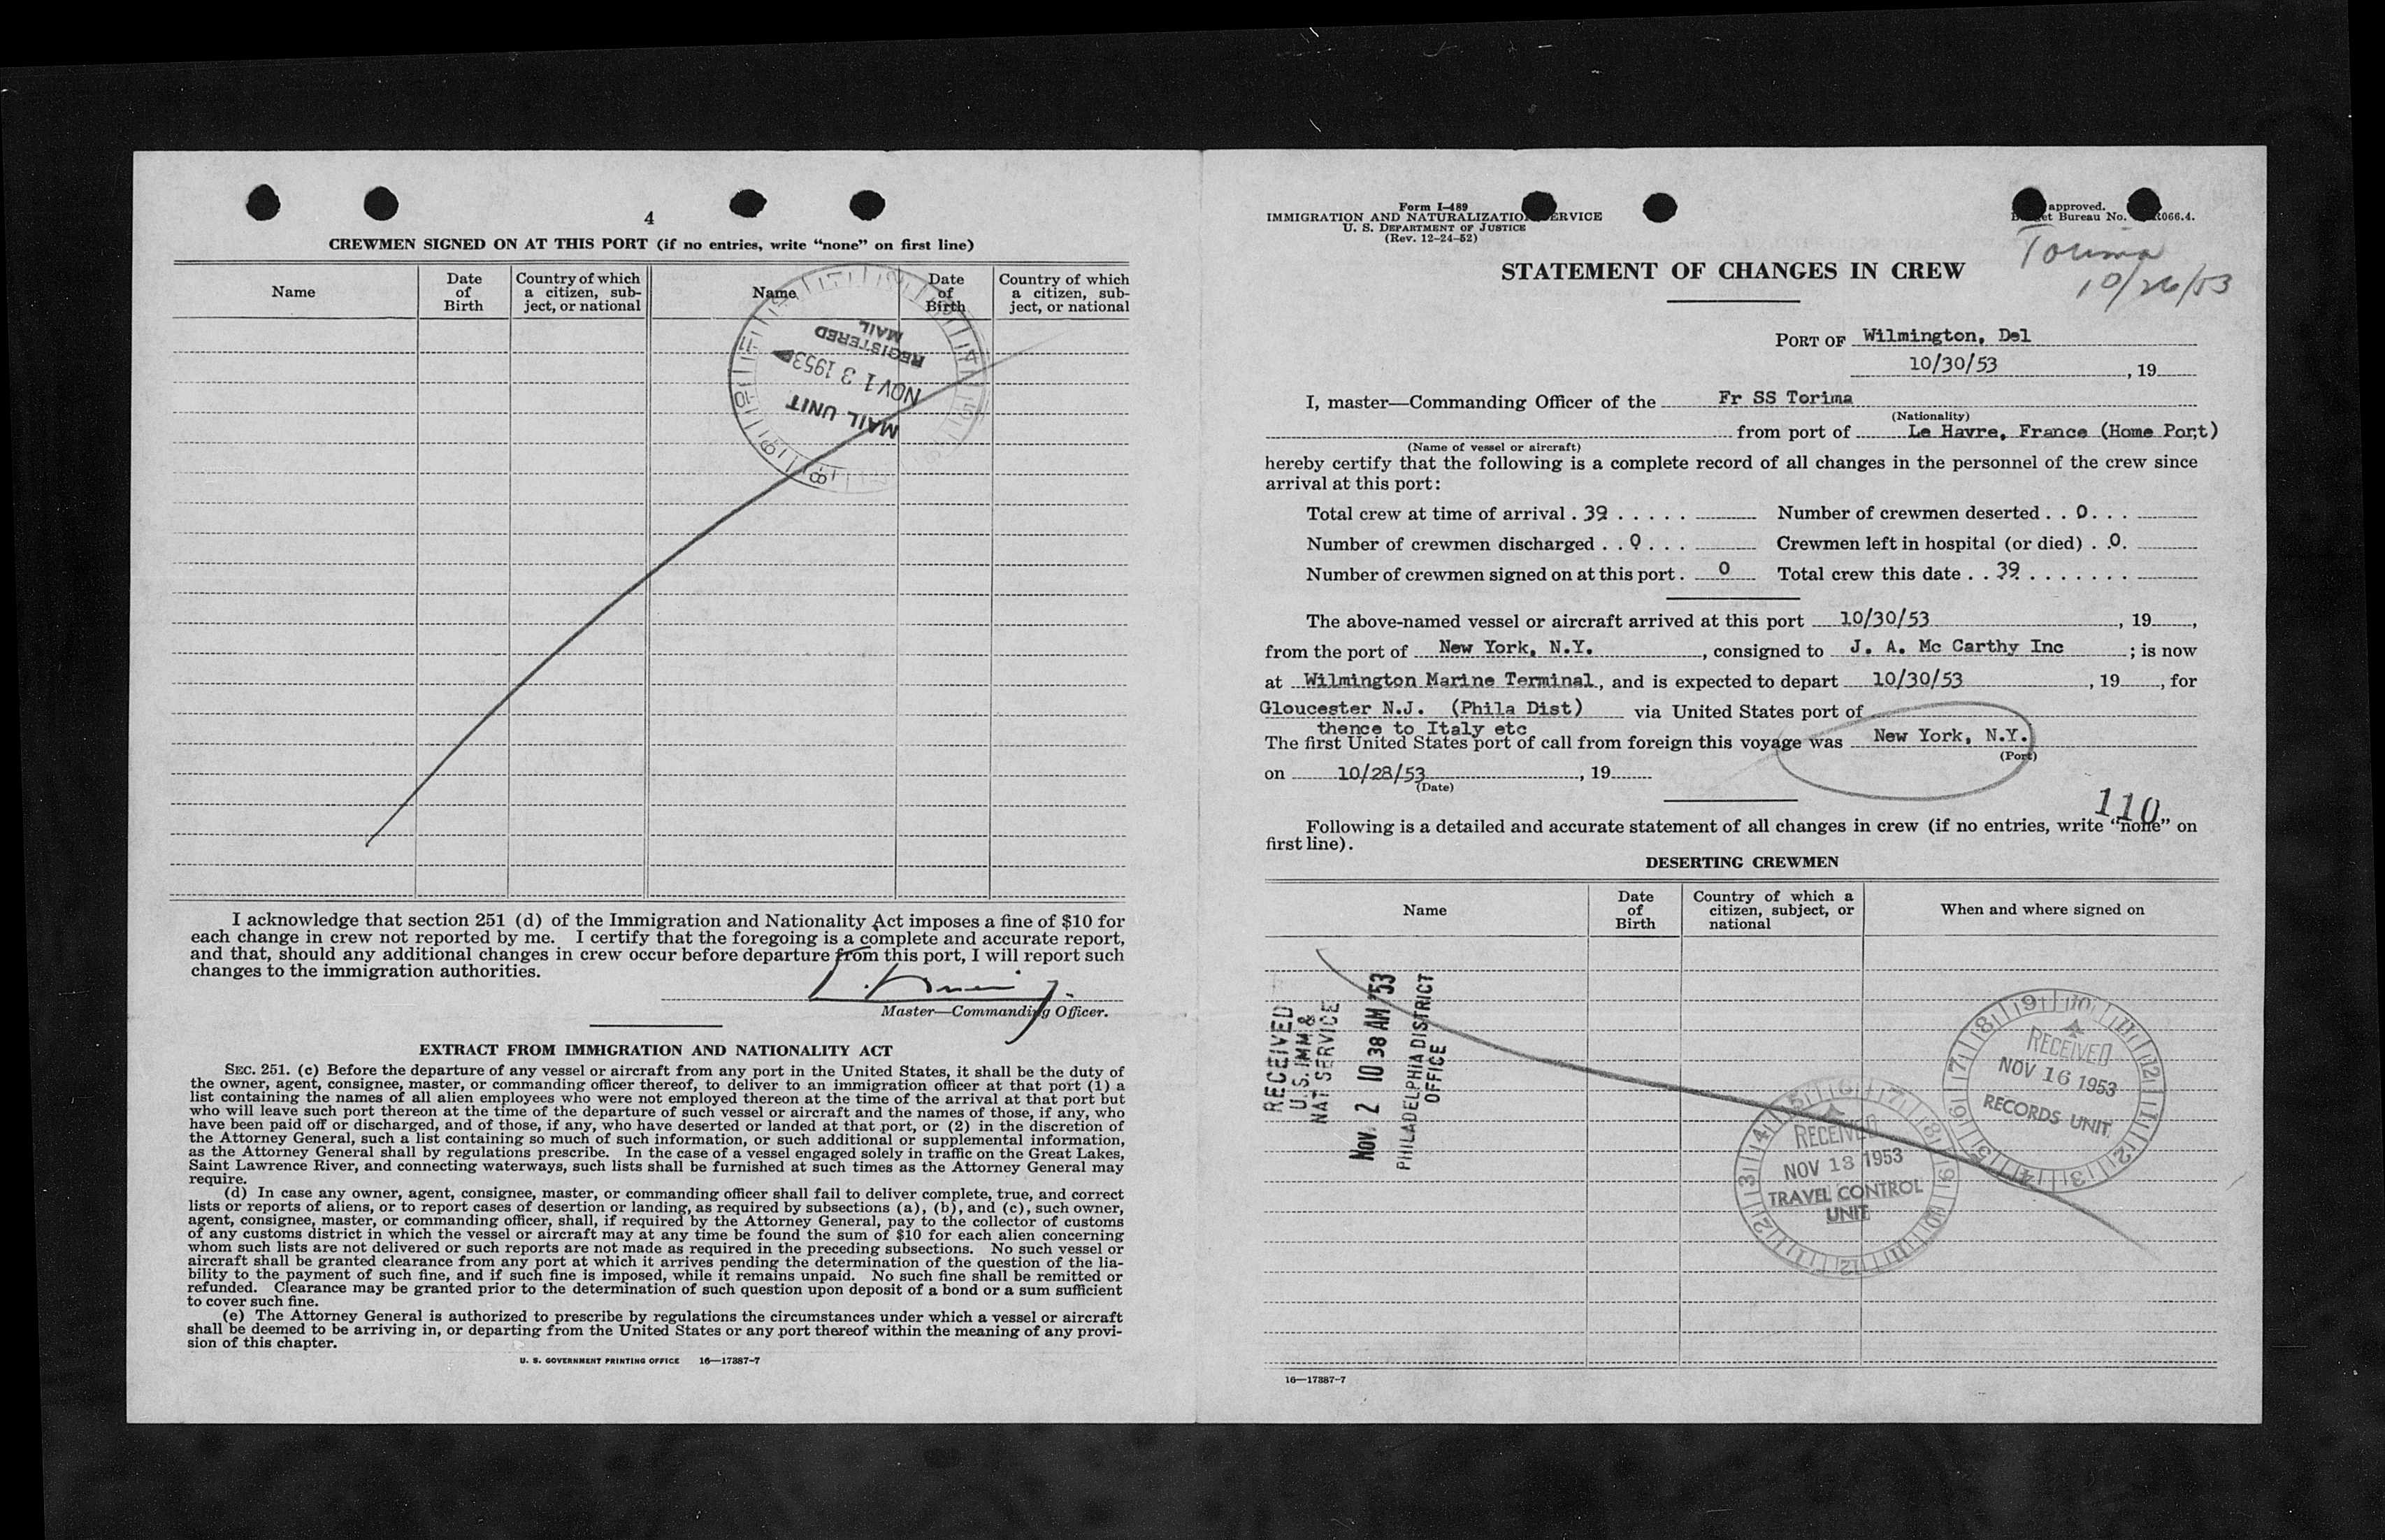 4
CREWMEN SIGNED ON AT THIS PORT (if no entries, write “none” on first line)
Name
Date of Birth
Country of which a citizen, sub-
ject, or national
Name
Date of Birth
Country of which a citizen, sub-
ject, or national
REGISTERED
MAIL
NOV 13 1953
MAIL UNIT
I acknowledge that section 251 (d) of the Immigration and Nationality Act imposes a fine of $10 for
each change in crew not reported by me. I certify that the foregoing is a complete and accurate report,
and that, should any additional changes in crew occur before departure from this port, I will report such
changes to the immigration authorities.
Master—Commanding Officer.
EXTRACT FROM IMMIGRATION AND NATIONALITY ACT
SEC. 251. (c) Before the departure of any vessel or aircraft from any port in the United States, it shall be the duty of
the owner, agent, consignee, master, or commanding officer thereof, to deliver to an immigration officer at that port (1) a
list containing the names of all alien employees who were not employed thereon at the time of the arrival at that port but
who will leave such port thereon at the time of the departure of such vessel or aircraft and the names of those, if any, who
have been paid off or discharged, and of those, if any, who have deserted or landed at that port, or (2) in the discretion of
the Attorney General, such a list containing so much of such information, or such additional or supplemental information,
as the Attorney General shall by regulations prescribe. In the case of a vessel engaged solely in traffic on the Great Lakes,
Saint Lawrence River, and connecting waterways, such lists shall be furnished at such times as the Attorney General may
require.
(d) In case any owner, agent, consignee, master, or commanding officer shall fail to deliver complete, true, and correct
lists or reports of aliens, or to report cases of desertion or landing, as required by subsections (a), (b), and (c), such owner,
agent, consignee, master, or commanding officer, shall, if required by the Attorney General, pay to the collector of customs
of any customs district in which the vessel or aircraft may at any time be found the sum of $10 for each alien concerning
whom such lists are not delivered or such reports are not made as required in the preceding subsections. No such vessel or
aircraft shall be granted clearance from any port at which it arrives pending the determination of the question of the lia-
bility to the payment of such fine, and if such fine is imposed, while it remains unpaid. No such fine shall be remitted or
refunded. Clearance may be granted prior to the determination of such question upon deposit of a bond or a sum sufficient
to cover such fine.
(e) The Attorney General is authorized to prescribe by regulations the circumstances under which a vessel or aircraft
shall be deemed to be arriving in, or departing from the United States or any port thereof within the meaning of any provi-
sion of this chapter.
U. S. GOVERNMENT PRINTING OFFICE 16—17387-7
Form I-489
IMMIGRATION AND NATURALIZATION SERVICE
U. S. DEPARTMENT OF JUSTICE
(Rev. 12-24-52)
approved.
Bureau No. 066.4.
Torima
10/26/53
STATEMENT OF CHANGES IN CREW
PORT OF Wilmington, Del
10/30/53, 19
I, master—Commanding Officer of the Fr SS Torima
(Nationality)
from port of Le Havre, France (Home Port)
(Name of vessel or aircraft)
hereby certify that the following is a complete record of all changes in the personnel of the crew since
arrival at this port:
Total crew at time of arrival . 39 . . . . . Number of crewmen deserted . . 0 . . .
Number of crewmen discharged . . 0 . . . Crewmen left in hospital (or died) . . 0 .
Number of crewmen signed on at this port . 0 Total crew this date . . 39 . . . . . . . .
The above-named vessel or aircraft arrived at this port 10/30/53, 19,
from the port of New York, N.Y., consigned to J. A. Mc Carthy Inc; is now
at Wilmington Marine Terminal, and is expected to depart 10/30/53, 19, for
Gloucester N.J. (Phila Dist) via United States port of
thence to Italy etc
The first United States port of call from foreign this voyage was New York, N.Y.
(Port)
on 10/28/53, 19
(Date)
110
Following is a detailed and accurate statement of all changes in crew (if no entries, write “none” on
first line).
DESERTING CREWMEN
Name
Date of Birth
Country of which a citizen, subject, or national
When and where signed on
RECEIVED
U.S. IMM &
NAT SERVICE
NOV. 2 10 38 AM '53
PHILADELPHIA DISTRICT
OFFICE
RECEIVED
NOV 16 1953
RECORDS UNIT
RECEIVED
NOV 13 1953
TRAVEL CONTROL
UNIT
16—17387-7